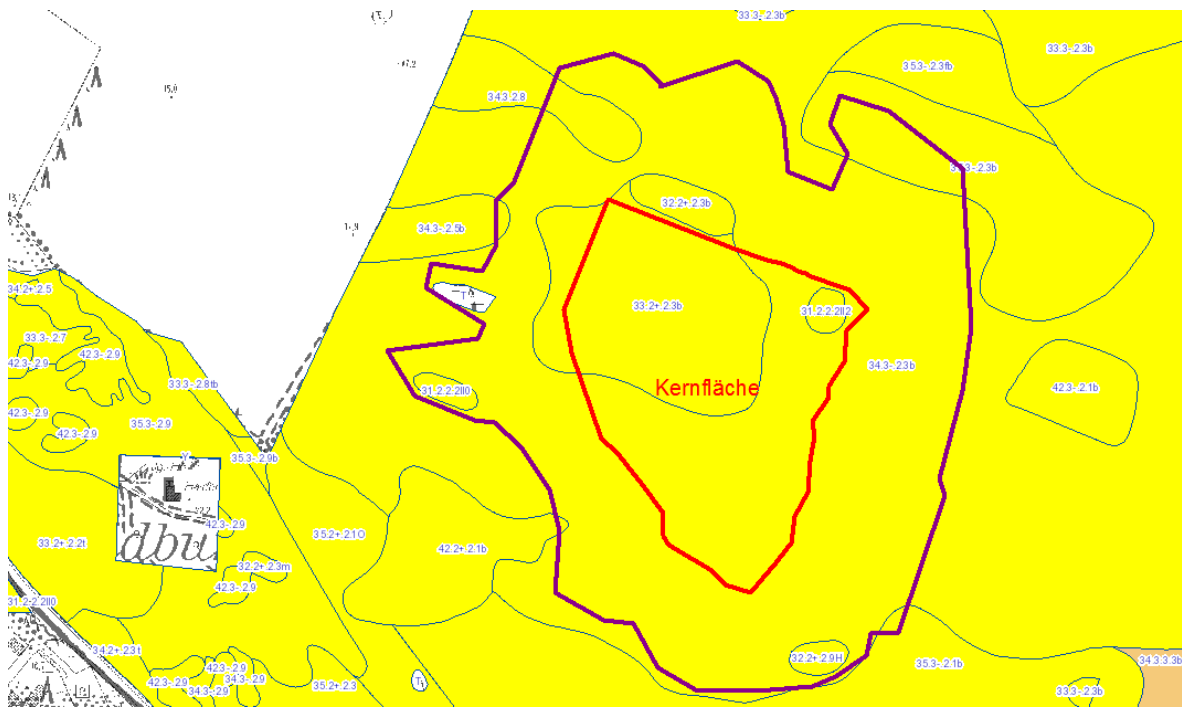 33.3-.2.3b
33.3-.2.3b
35.3-.2.3fb
34.3-.2.8
32.2+.2.3b
34.3-.2.5b
34.2+.2.5
33.2+.2.3b
31.2.2.2II2
33.3-.2.7
42.3-.2.9
42.3-.2.9
33.3-.2.8tb
34.3-.2.3b
Kernfläche
42.3-.2.1b
31.2.2.2II0
42.3-.2.9
35.3-.2.9
42.3-.2.9
35.3-.2.9b
dbu
42.3-.2.9
35.2+.2.1O
33.2+.2.2t
42.2+.2.1b
32.2+.2.3m
42.3-.2.9
31.2-2.2II0
34.2+.2.3t
32.2+.2.9H
35.3-.2.1b
34.3.3.3b
42.3-.2.9
42.3-.2.9
34.3-.2.9
34.3-.2.9
35.2+.2.3
33.3-.2.3b